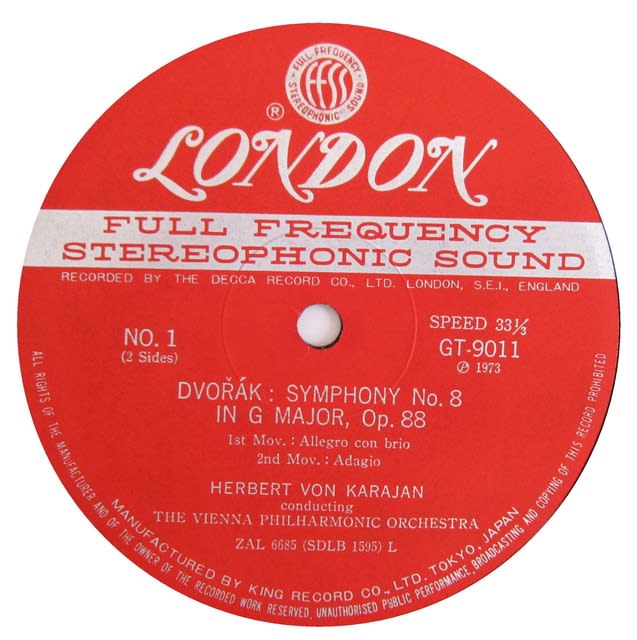 FULL FREQUENCY
FFSS
STEREOPHONIC SOUND
®
LONDON
FULL FREQUENCY
STEREOPHONIC SOUND
RECORDED BY THE DECCA RECORD CO., LTD. LONDON, S.E.I., ENGLAND
NO. 1
(2 Sides)
SPEED 33⅓
GT-9011
℗ 1973
DVOŘÁK : SYMPHONY No. 8
IN G MAJOR, Op. 88
1st Mov. : Allegro con brio
2nd Mov. : Adagio
HERBERT VON KARAJAN
conducting
THE VIENNA PHILHARMONIC ORCHESTRA
ZAL 6685 (SDLB 1595) L
MANUFACTURED BY KING RECORD CO., LTD. TOKYO, JAPAN
ALL RIGHTS OF THE MANUFACTURER AND OF THE OWNER OF THE RECORDED WORK RESERVED. UNAUTHORISED PUBLIC PERFORMANCE, BROADCASTING AND COPYING OF THIS RECORD PROHIBITED